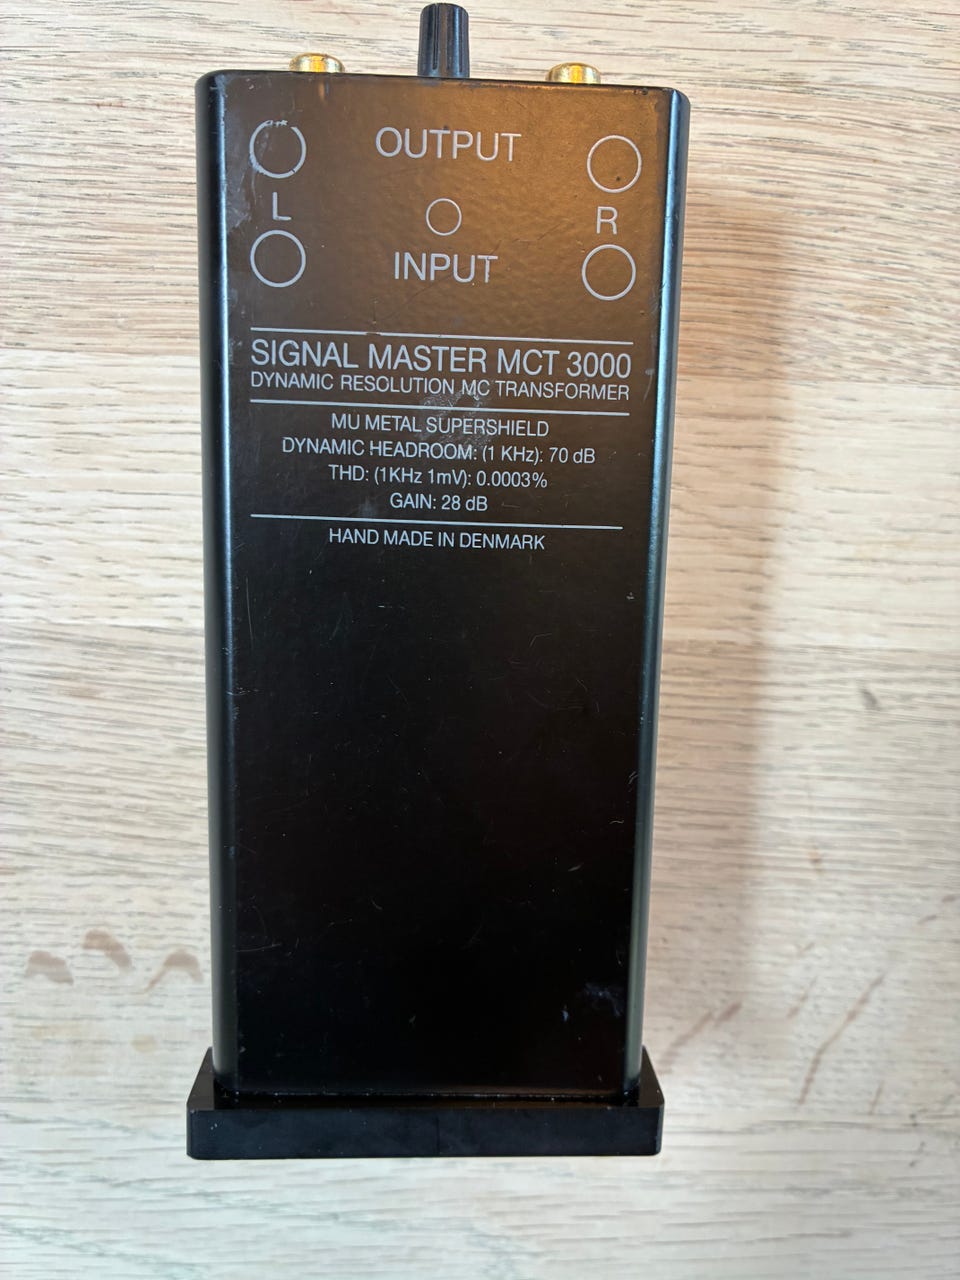 OUTPUT
L R
INPUT
SIGNAL MASTER MCT 3000
DYNAMIC RESOLUTION MC TRANSFORMER
MU METAL SUPERSHIELD
DYNAMIC HEADROOM: (1 KHz): 70 dB
THD: (1KHz 1mV): 0.0003%
GAIN: 28 dB
HAND MADE IN DENMARK